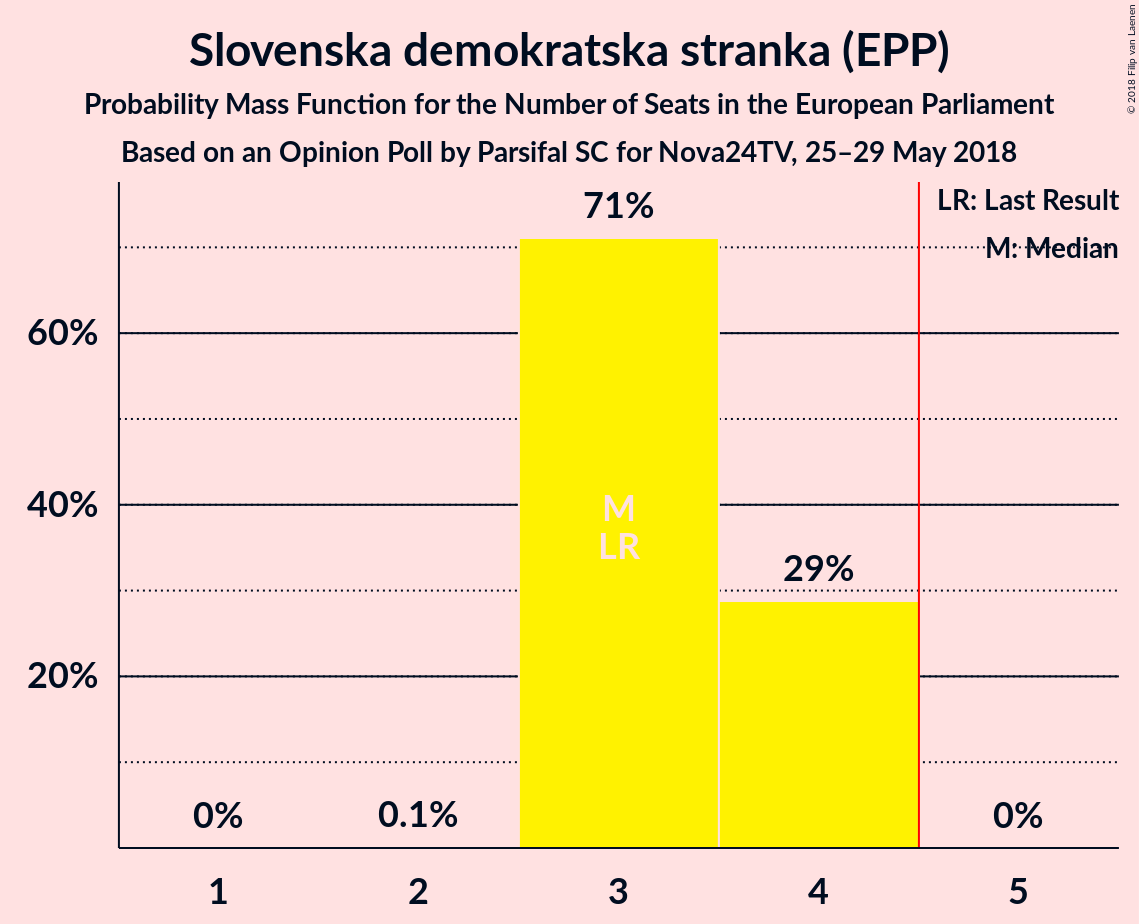 Slovenska demokratska stranka (EPP)
Probability Mass Function for the Number of Seats in the European Parliament
Based on an Opinion Poll by Parsifal SC for Nova24TV, 25–29 May 2018
© 2018 Filip van Laenen
LR: Last Result
M: Median
71%
60%
40%
20%
M
LR
29%
0%
0.1%
0%
1
2
3
4
5